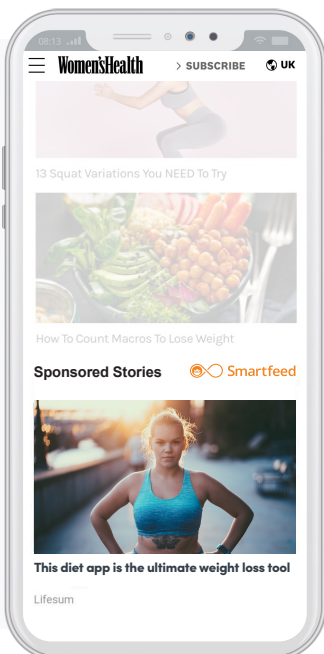 08:13
Women'sHealth
> SUBSCRIBE
UK
13 Squat Variations You NEED To Try
How To Count Macros To Lose Weight
Sponsored Stories
Smartfeed
This diet app is the ultimate weight loss tool
Lifesum